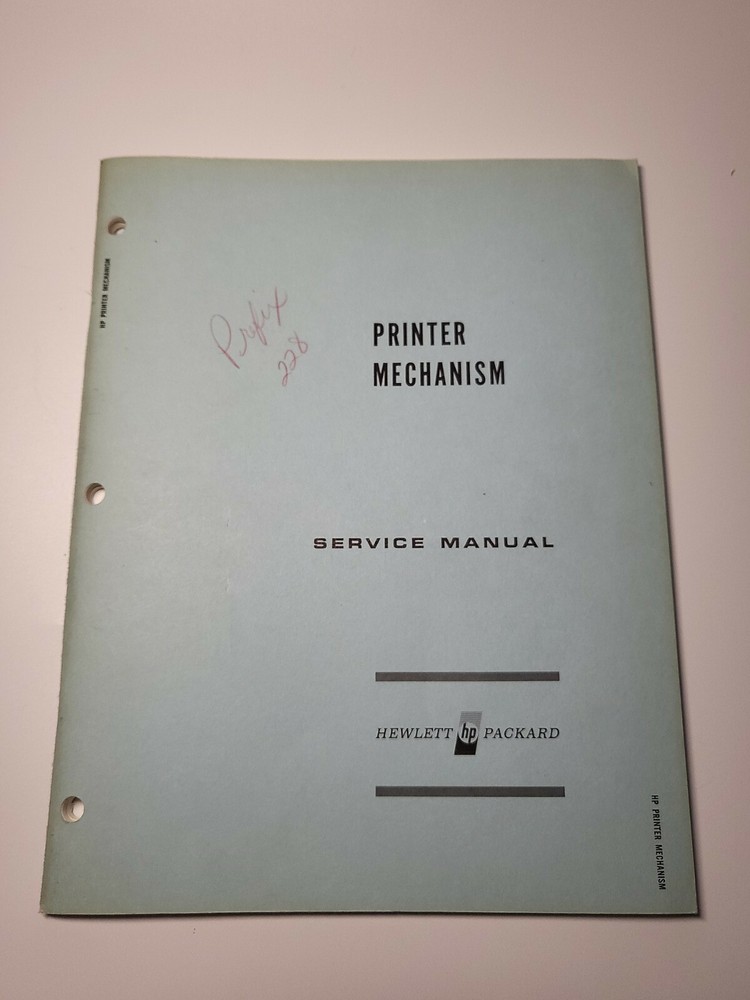 HP PRINTER MECHANISM
Prefix
228
PRINTER
MECHANISM
SERVICE MANUAL
HEWLETT hp PACKARD
HP PRINTER MECHANISM